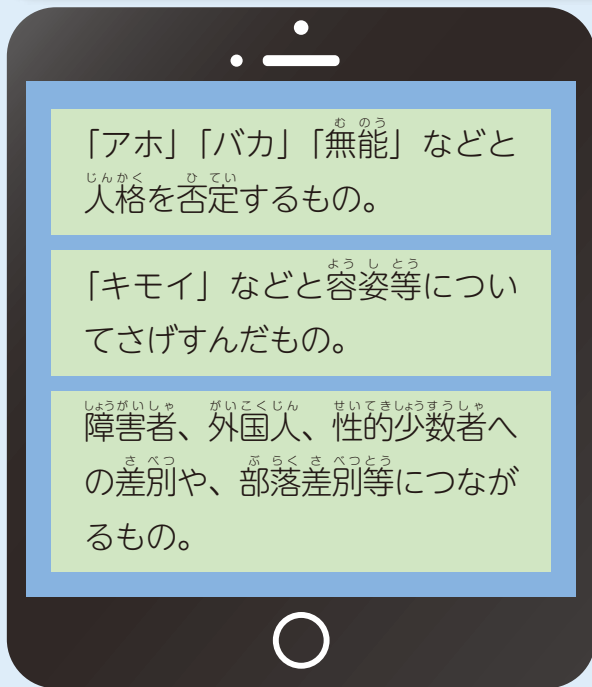 「アホ」「バカ」「無能」などと
人格を否定するもの。
「キモイ」などと容姿等につい
てさげすんだもの。
障害者、外国人、性的少数者へ
の差別や、部落差別等につなが
るもの。